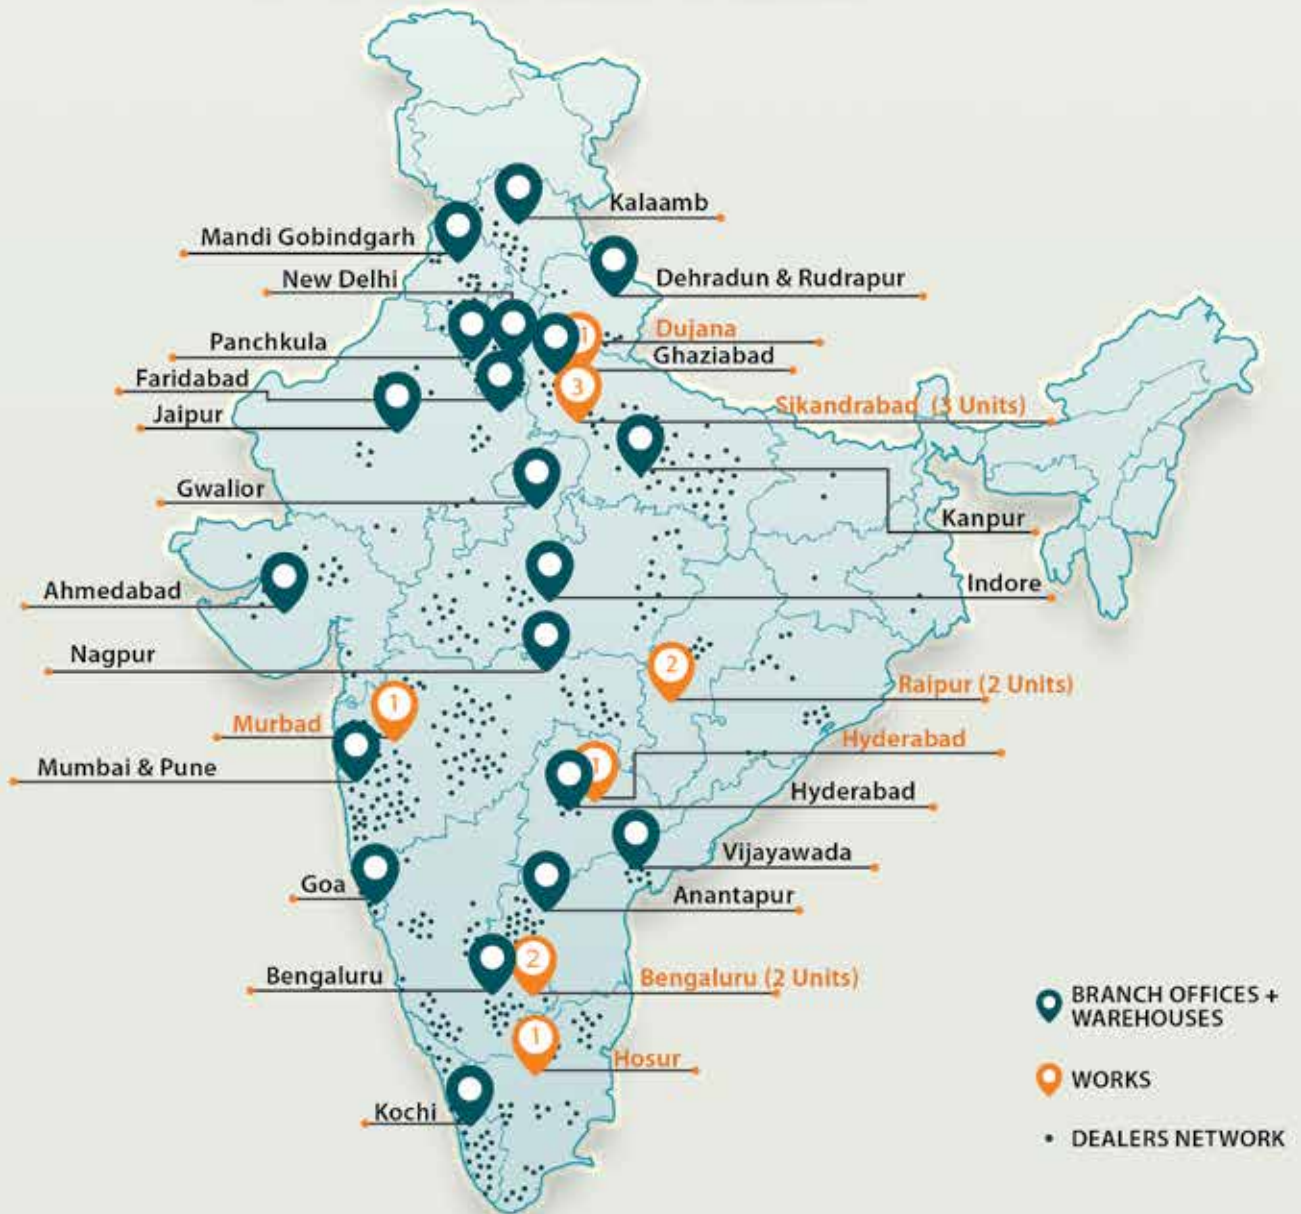 Kalaamb
Mandi Gobindgarh
New Delhi
Dehradun & Rudrapur
Dujana
1
Panchkula
Ghaziabad
Faridabad
3
Sikandrabad (3 Units)
Jaipur
Gwalior
Kanpur
Ahmedabad
Indore
Nagpur
2
Raipur (2 Units)
1
Murbad
Hyderabad
1
Mumbai & Pune
Hyderabad
Vijayawada
Goa
Anantapur
Bengaluru
2
Bengaluru (2 Units)
1
Hosur
Kochi
BRANCH OFFICES +
WAREHOUSES
WORKS
DEALERS NETWORK